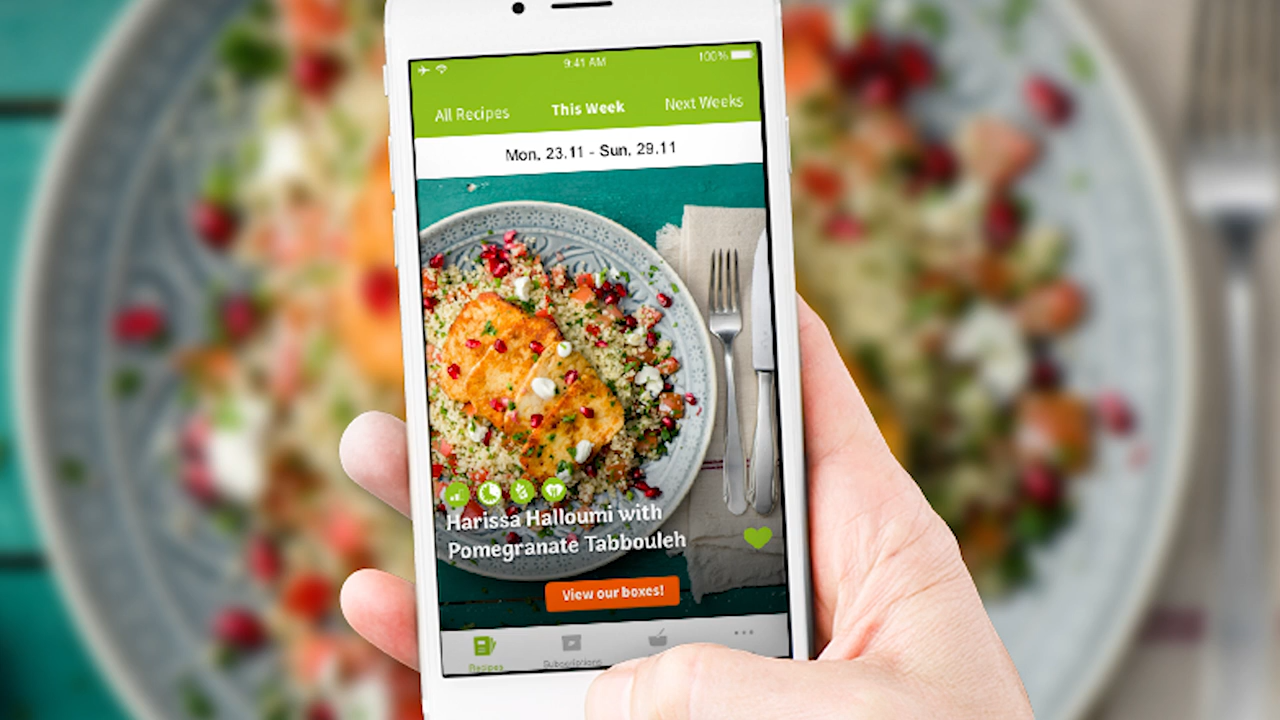 9:41 AM
100%
All Recipes
This Week
Next Weeks
Mon, 23.11 - Sun, 29.11
Harissa Halloumi with
Pomegranate Tabbouleh
View our boxes!
Recipes
Subscriptions